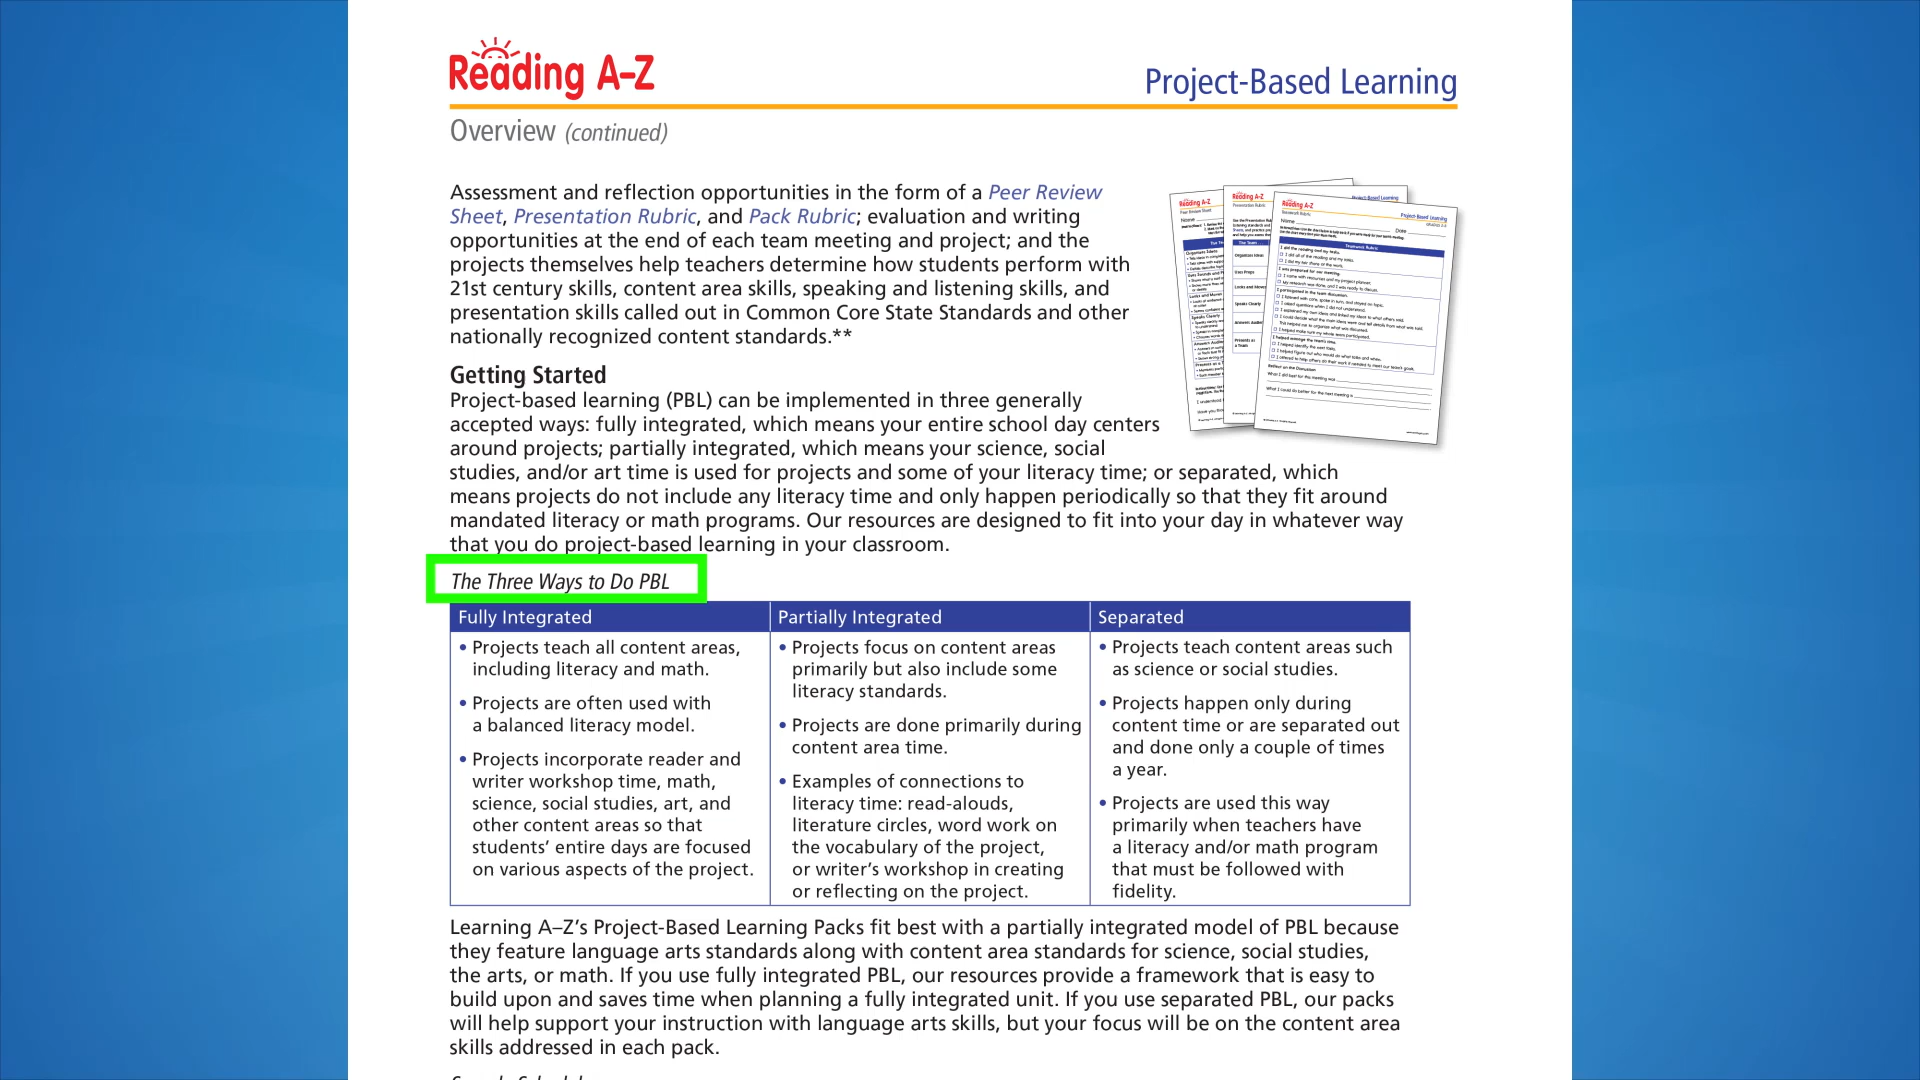 Reading A–Z
Project-Based Learning
Overview (continued)
Assessment and reflection opportunities in the form of a Peer Review
Sheet, Presentation Rubric, and Pack Rubric; evaluation and writing
opportunities at the end of each team meeting and project; and the
projects themselves help teachers determine how students perform with
21st century skills, content area skills, speaking and listening skills, and
presentation skills called out in Common Core State Standards and other
nationally recognized content standards.**
Getting Started
Project-based learning (PBL) can be implemented in three generally
accepted ways: fully integrated, which means your entire school day centers
around projects; partially integrated, which means your science, social
studies, and/or art time is used for projects and some of your literacy time; or separated, which
means projects do not include any literacy time and only happen periodically so that they fit around
mandated literacy or math programs. Our resources are designed to fit into your day in whatever way
that you do project-based learning in your classroom.
The Three Ways to Do PBL
Fully Integrated
• Projects teach all content areas,
including literacy and math.
• Projects are often used with
a balanced literacy model.
• Projects incorporate reader and
writer workshop time, math,
science, social studies, art, and
other content areas so that
students’ entire days are focused
on various aspects of the project.
Partially Integrated
• Projects focus on content areas
primarily but also include some
literacy standards.
• Projects are done primarily during
content area time.
• Examples of connections to
literacy time: read-alouds,
literature circles, word work on
the vocabulary of the project,
or writer’s workshop in creating
or reflecting on the project.
Separated
• Projects teach content areas such
as science or social studies.
• Projects happen only during
content time or are separated out
and done only a couple of times
a year.
• Projects are used this way
primarily when teachers have
a literacy and/or math program
that must be followed with
fidelity.
Learning A–Z’s Project-Based Learning Packs fit best with a partially integrated model of PBL because
they feature language arts standards along with content area standards for science, social studies,
the arts, or math. If you use fully integrated PBL, our resources provide a framework that is easy to
build upon and saves time when planning a fully integrated unit. If you use separated PBL, our packs
will help support your instruction with language arts skills, but your focus will be on the content area
skills addressed in each pack.